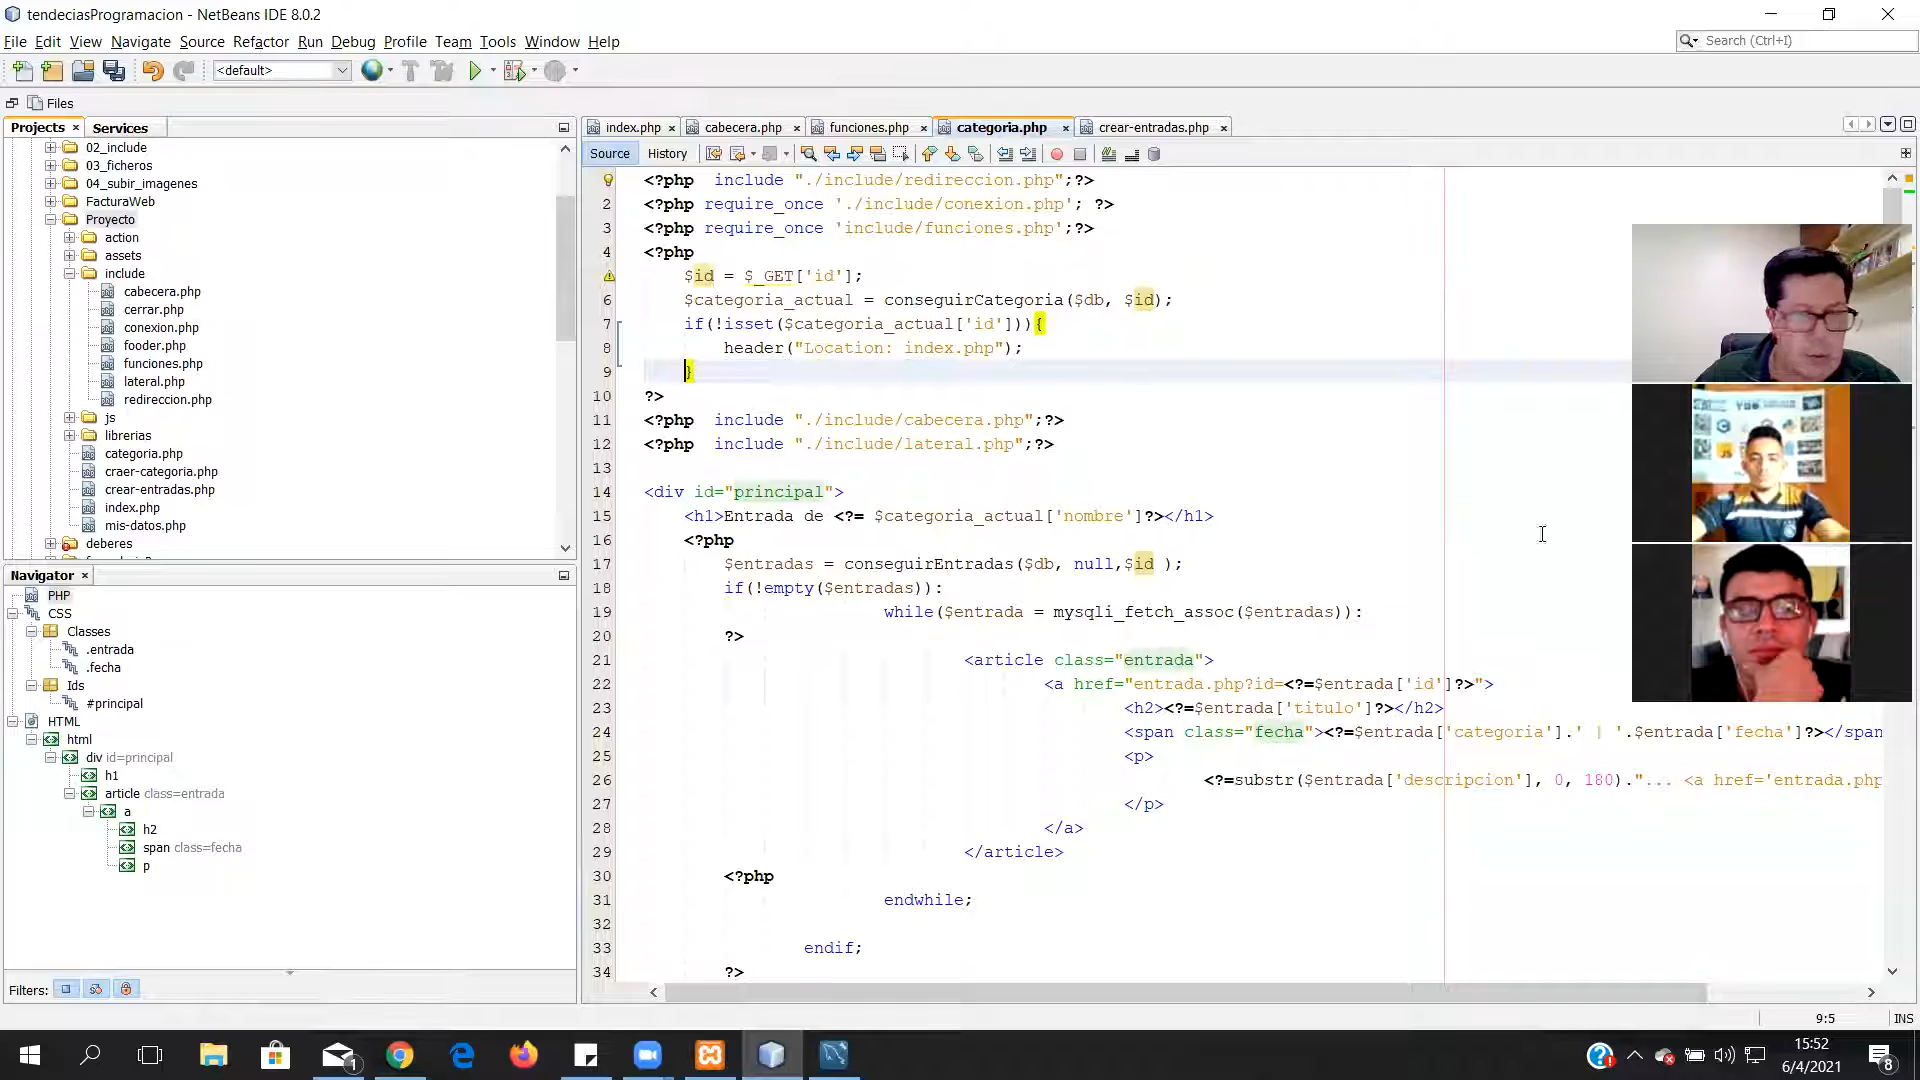 tendeciasProgramacion - NetBeans IDE 8.0.2
File Edit View Navigate Source Refactor Run Debug Profile Team Tools Window Help
Search (Ctrl+I)
<default>
Files
Projects
Services
02_include
03_ficheros
04_subir_imagenes
FacturaWeb
Proyecto
action
assets
include
cabecera.php
cerrar.php
conexion.php
fooder.php
funciones.php
lateral.php
redireccion.php
js
librerias
categoria.php
craer-categoria.php
crear-entradas.php
index.php
mis-datos.php
deberes
Navigator
PHP
CSS
Classes
.entrada
.fecha
Ids
#principal
HTML
html
div id=principal
h1
article class=entrada
a
h2
span class=fecha
p
Filters:
index.php cabecera.php funciones.php categoria.php crear-entradas.php
Source History
<?php  include "./include/redireccion.php";?>
2 <?php require_once './include/conexion.php'; ?>
3 <?php require_once 'include/funciones.php';?>
4 <?php
$id = $_GET['id'];
6 $categoria_actual = conseguirCategoria($db, $id);
7 if(!isset($categoria_actual['id'])){
8 header("Location: index.php");
9 }
10 ?>
11 <?php  include "./include/cabecera.php";?>
12 <?php  include "./include/lateral.php";?>
13
14 <div id="principal">
15 <h1>Entrada de <?= $categoria_actual['nombre']?></h1>
16 <?php
17 $entradas = conseguirEntradas($db, null,$id );
18 if(!empty($entradas)):
19 while($entrada = mysqli_fetch_assoc($entradas)):
20 ?>
21 <article class="entrada">
22 <a href="entrada.php?id=<?=$entrada['id']?>">
23 <h2><?=$entrada['titulo']?></h2>
24 <span class="fecha"><?=$entrada['categoria'].' | '.$entrada['fecha']?></span
25 <p>
26 <?=substr($entrada['descripcion'], 0, 180)."... <a href='entrada.php
27 </p>
28 </a>
29 </article>
30 <?php
31 endwhile;
32
33 endif;
34 ?>
9:5 INS
1
15:52
6/4/2021
8